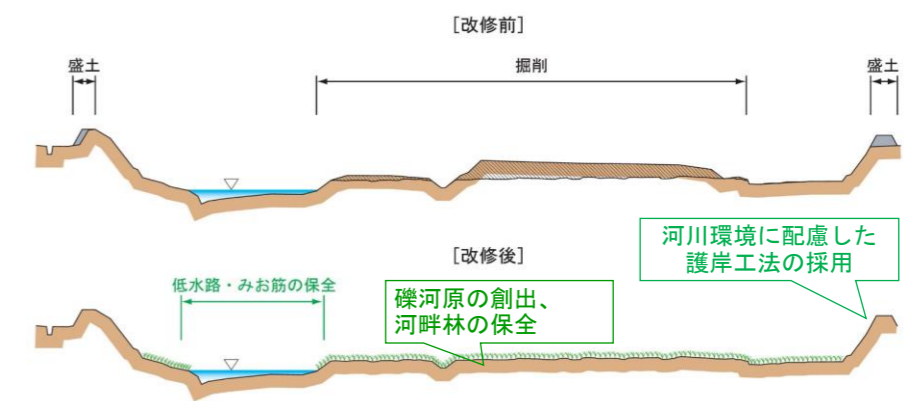 ［改修前］
盛土
掘削
盛土
河川環境に配慮した
護岸工法の採用
［改修後］
低水路・みお筋の保全
礫河原の創出、
河畔林の保全